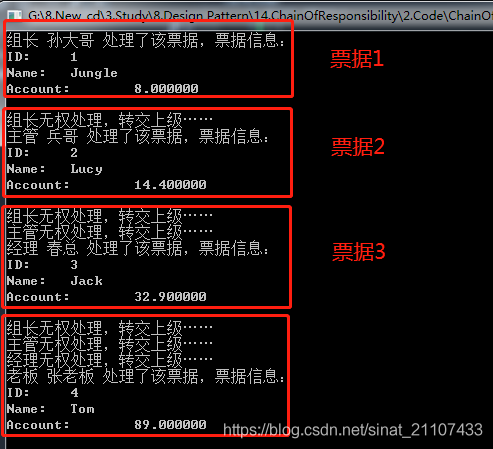 G:\8.New_cd\3.Study\8.Design Pattern\14.ChainOfResponsibility\2.Code\ChainOf
组长 孙大哥 处理了该票据，票据信息：
ID: 1
Name: Jungle
Account: 8.000000
票据1
组长无权处理，转交上级……
主管 兵哥 处理了该票据，票据信息：
ID: 2
Name: Lucy
Account: 14.400000
票据2
组长无权处理，转交上级……
主管无权处理，转交上级……
经理 春总 处理了该票据，票据信息：
ID: 3
Name: Jack
Account: 32.900000
票据3
组长无权处理，转交上级……
主管无权处理，转交上级……
经理无权处理，转交上级……
老板 张老板 处理了该票据，票据信息：
ID: 4
Name: Tom
Account: 89.000000
https://blog.csdn.net/sinat_21107433